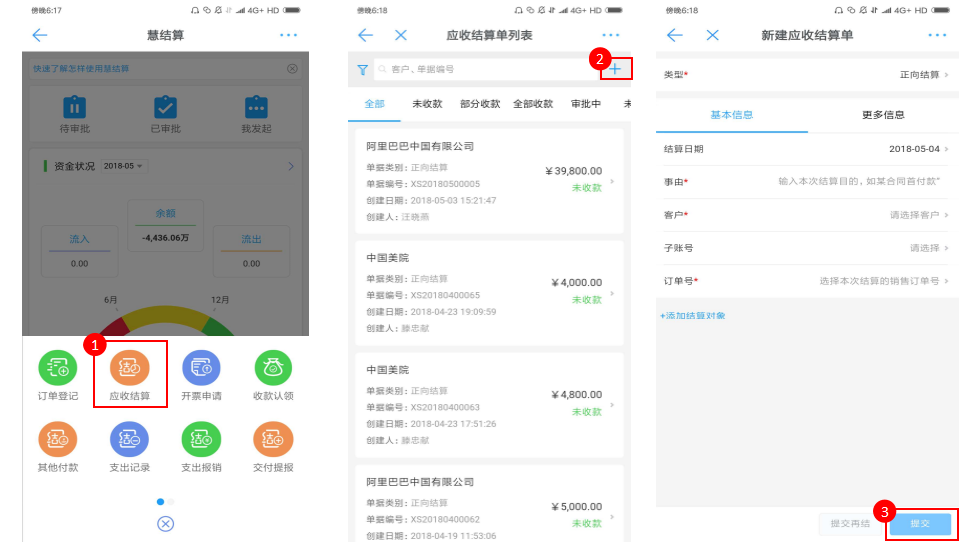 傍晚6:17
4G+ HD
慧结算
快速了解怎样使用慧结算
待审批
已审批
我发起
资金状况
2018-05
余额
-4,436.06万
流入
0.00
流出
0.00
6月
12月
1
订单登记
应收结算
开票申请
收款认领
其他付款
支出记录
支出报销
交付提报
傍晚6:18
4G+ HD
应收结算单列表
2
客户、单据编号
全部
未收款
部分收款
全部收款
审批中
阿里巴巴中国有限公司
单据类别：正向结算
单据编号：XS20180500005
创建日期：2018-05-03 15:21:47
创建人：汪晓燕
¥39,800.00
未收款
中国美院
单据类别：正向结算
单据编号：XS20180400065
创建日期：2018-04-23 19:09:59
创建人：滕忠献
¥4,000.00
未收款
中国美院
单据类别：正向结算
单据编号：XS20180400063
创建日期：2018-04-23 17:51:26
创建人：滕忠献
¥4,800.00
未收款
阿里巴巴中国有限公司
单据类别：正向结算
单据编号：XS20180400062
创建日期：2018-04-19 11:53:06
¥5,000.00
未收款
傍晚6:18
4G+ HD
新建应收结算单
类型* 正向结算
基本信息
更多信息
结算日期 2018-05-04
事由* 输入本次结算目的，如某合同首付款"
客户* 请选择客户
子账号 请选择
订单号* 选择本次结算的销售订单号
+添加结算对象
3
提交再结
提交